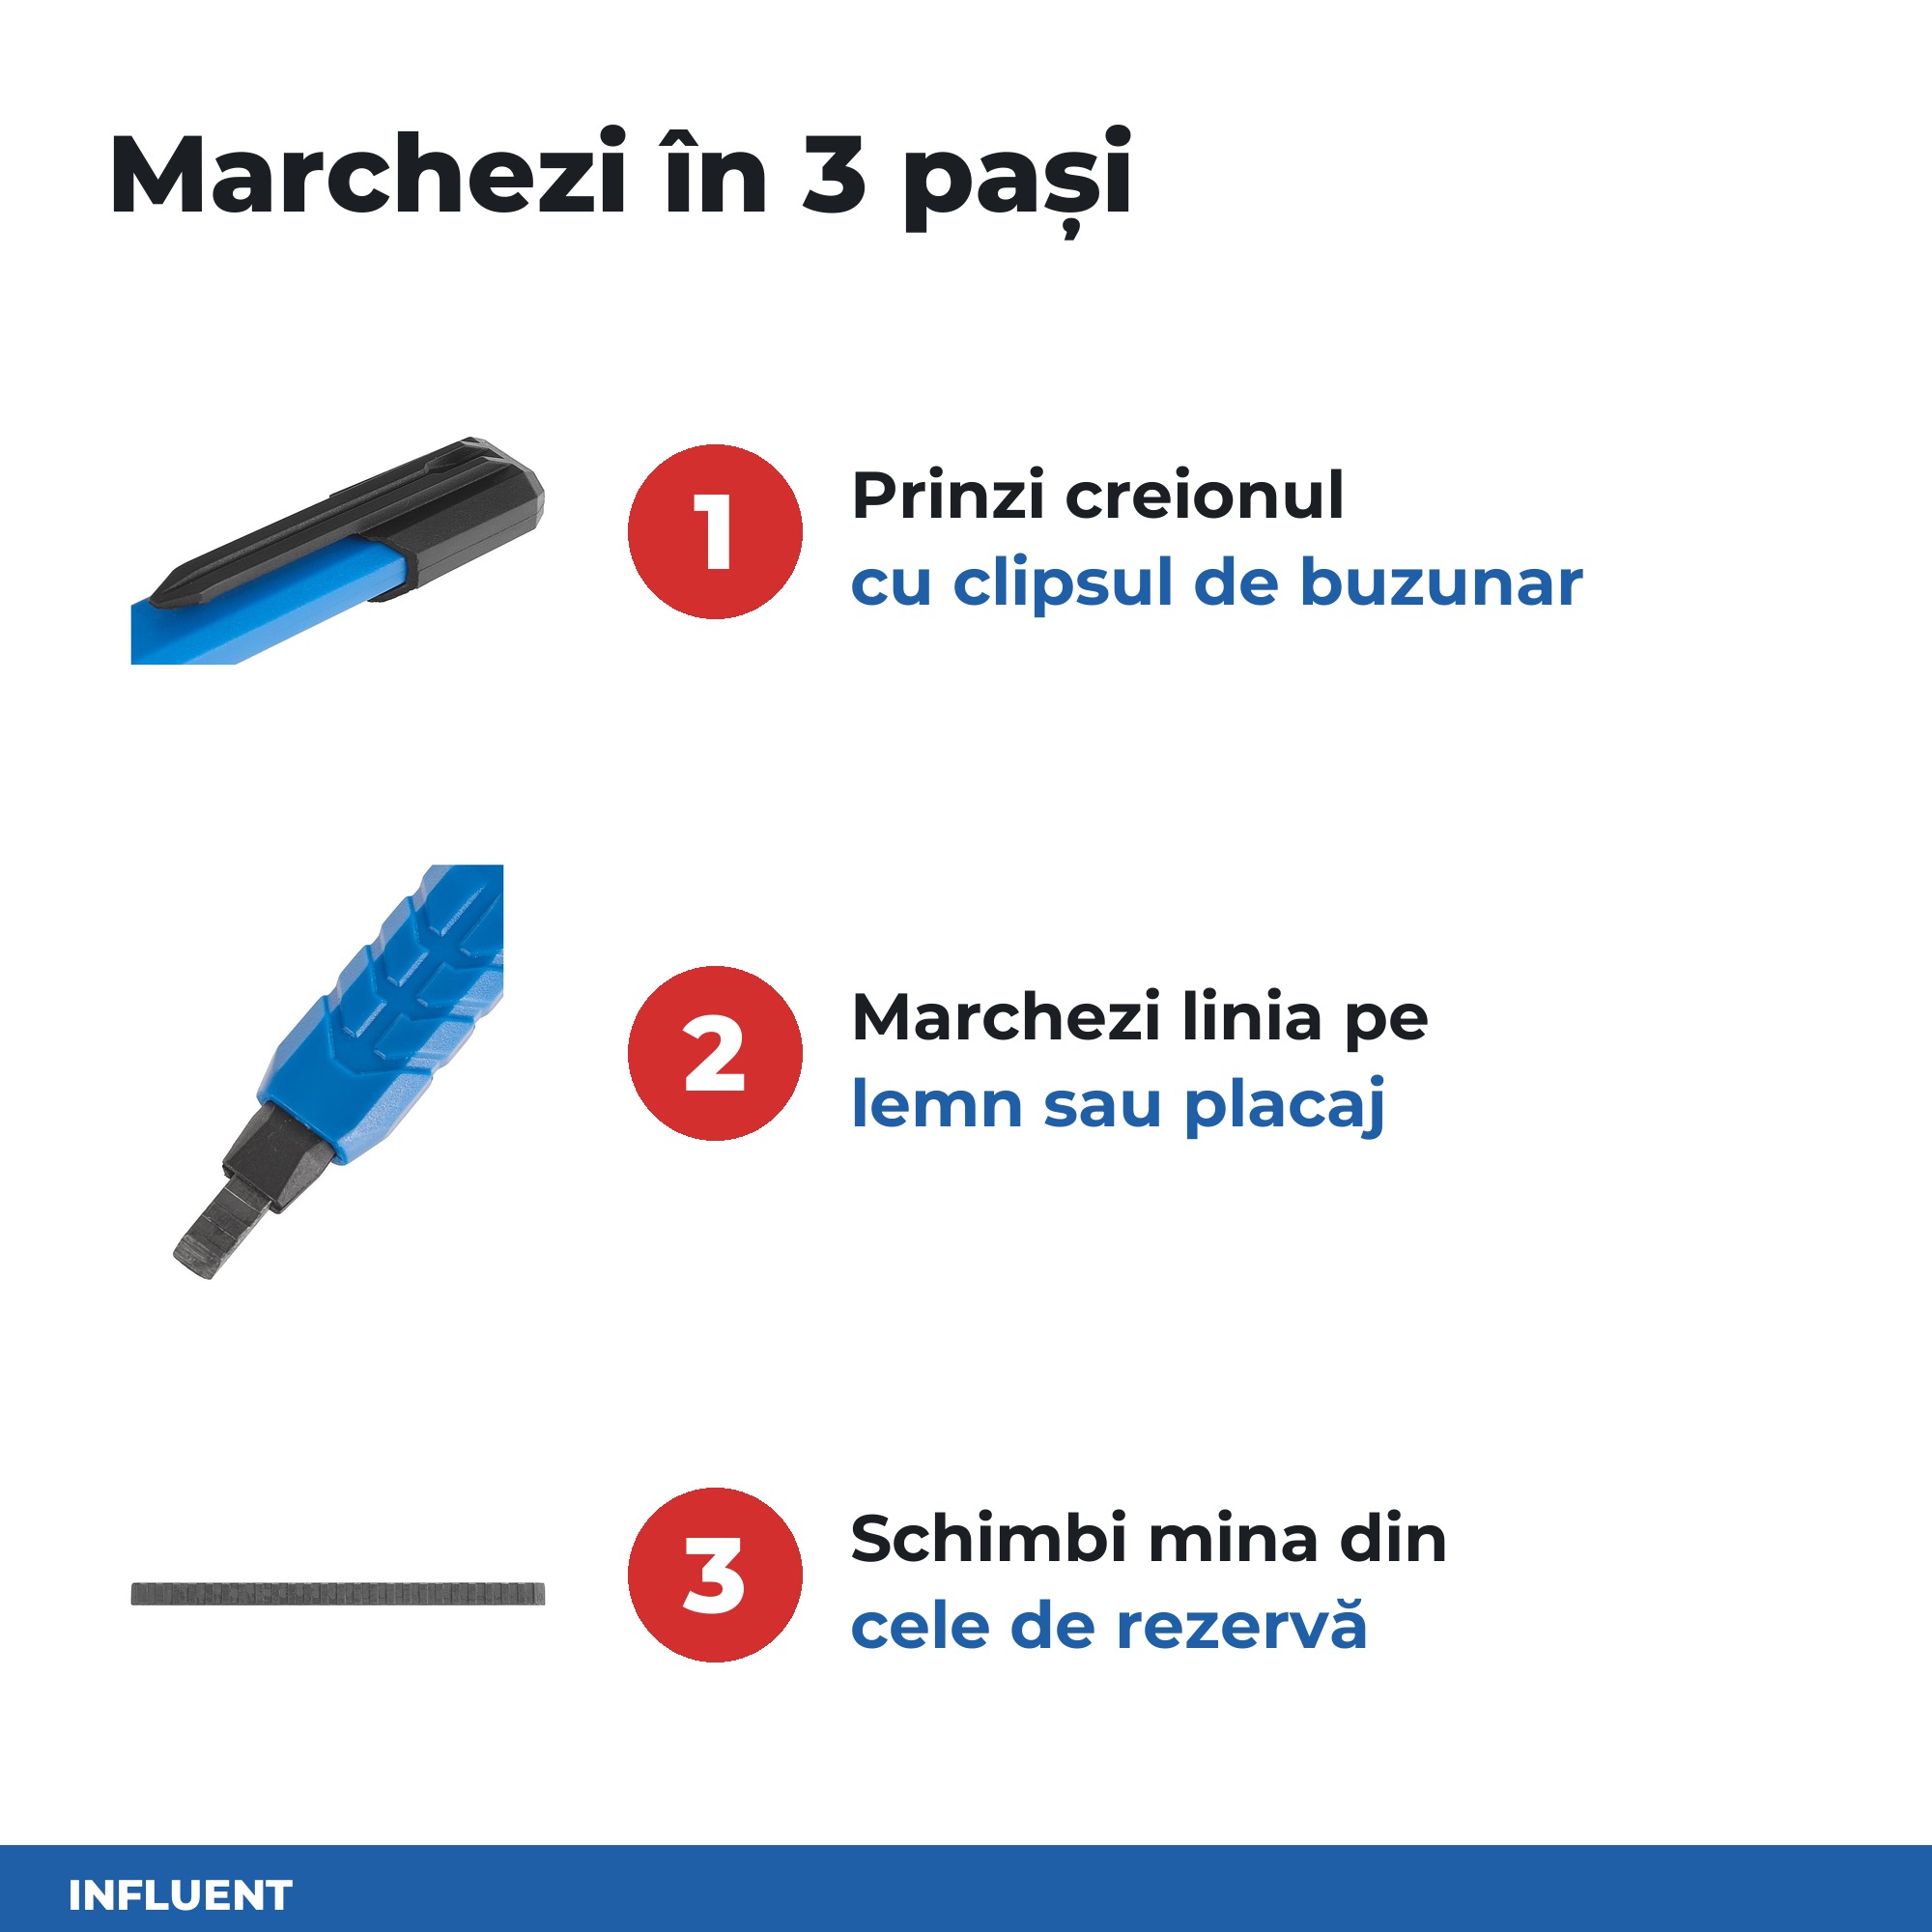 Marchezi în 3 pași
1
Prinzi creionul
cu clipsul de buzunar
2
Marchezi linia pe
lemn sau placaj
3
Schimbi mina din
cele de rezervă
INFLUENT